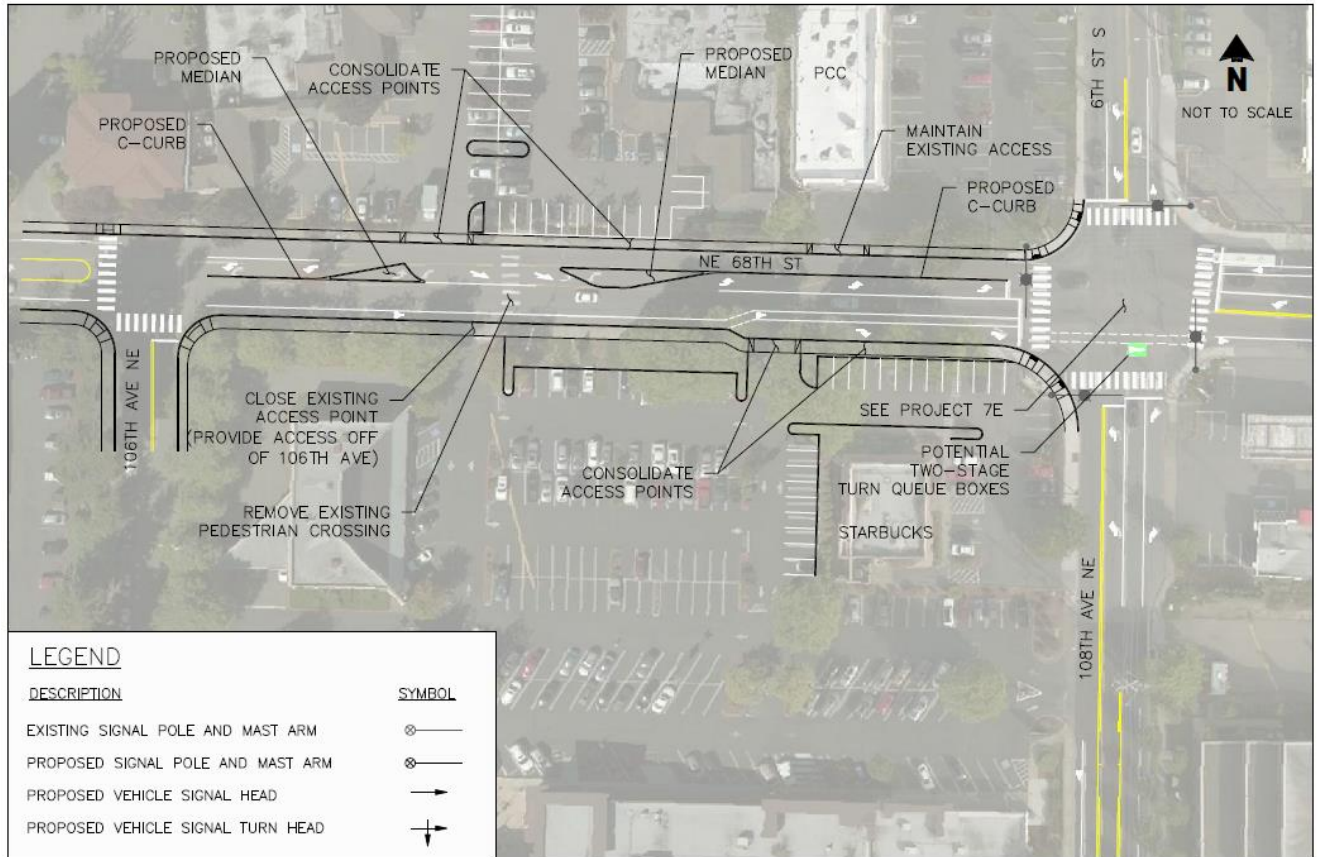 PROPOSED
MEDIAN
CONSOLIDATE
ACCESS POINTS
PROPOSED
MEDIAN
PCC
6TH ST S
N
NOT TO SCALE
PROPOSED
C-CURB
MAINTAIN
EXISTING ACCESS
PROPOSED
C-CURB
NE 68TH ST
106TH AVE NE
CLOSE EXISTING
ACCESS POINT
(PROVIDE ACCESS OFF
OF 106TH AVE)
REMOVE EXISTING
PEDESTRIAN CROSSING
CONSOLIDATE
ACCESS POINTS
SEE PROJECT 7E
POTENTIAL
TWO-STAGE
TURN QUEUE BOXES
STARBUCKS
108TH AVE NE
LEGEND
DESCRIPTION SYMBOL
EXISTING SIGNAL POLE AND MAST ARM
PROPOSED SIGNAL POLE AND MAST ARM
PROPOSED VEHICLE SIGNAL HEAD
PROPOSED VEHICLE SIGNAL TURN HEAD